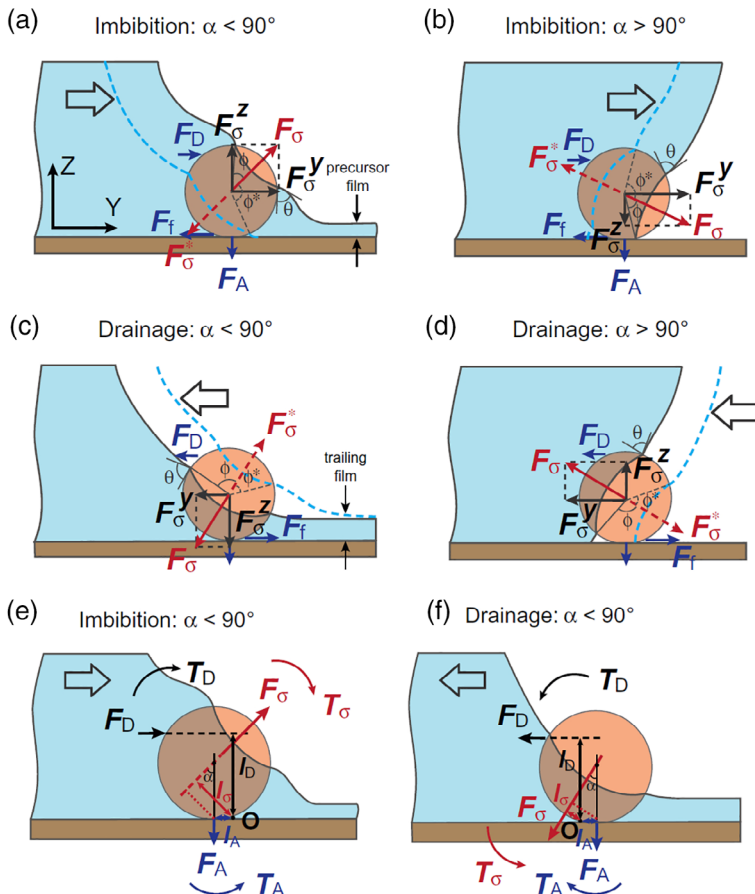 (a)
Imbibition: α < 90°
Z
Y
F_D
F_σ^z
F_σ
ϕ
F_σ^y
ϕ*
θ
precursor
film
F_f
F_σ^*
F_A
(b)
Imbibition: α > 90°
F_D
F_σ^*
θ
ϕ*
F_σ^y
ϕ
F_f
F_σ^z
F_σ
F_A
(c)
Drainage: α < 90°
F_σ^*
F_D
θ
ϕ
ϕ*
trailing
film
F_σ^y
F_σ^z
F_f
F_σ
(d)
Drainage: α > 90°
F_D
θ
F_σ
F_σ^z
ϕ*
F_σ^y
ϕ
F_σ^*
F_f
(e)
Imbibition: α < 90°
T_D
F_σ
T_σ
F_D
l_D
α
l_σ
O
l_A
F_A
T_A
(f)
Drainage: α < 90°
T_D
F_D
l_D
α
l_σ
F_σ
O
l_A
F_A
T_σ
T_A